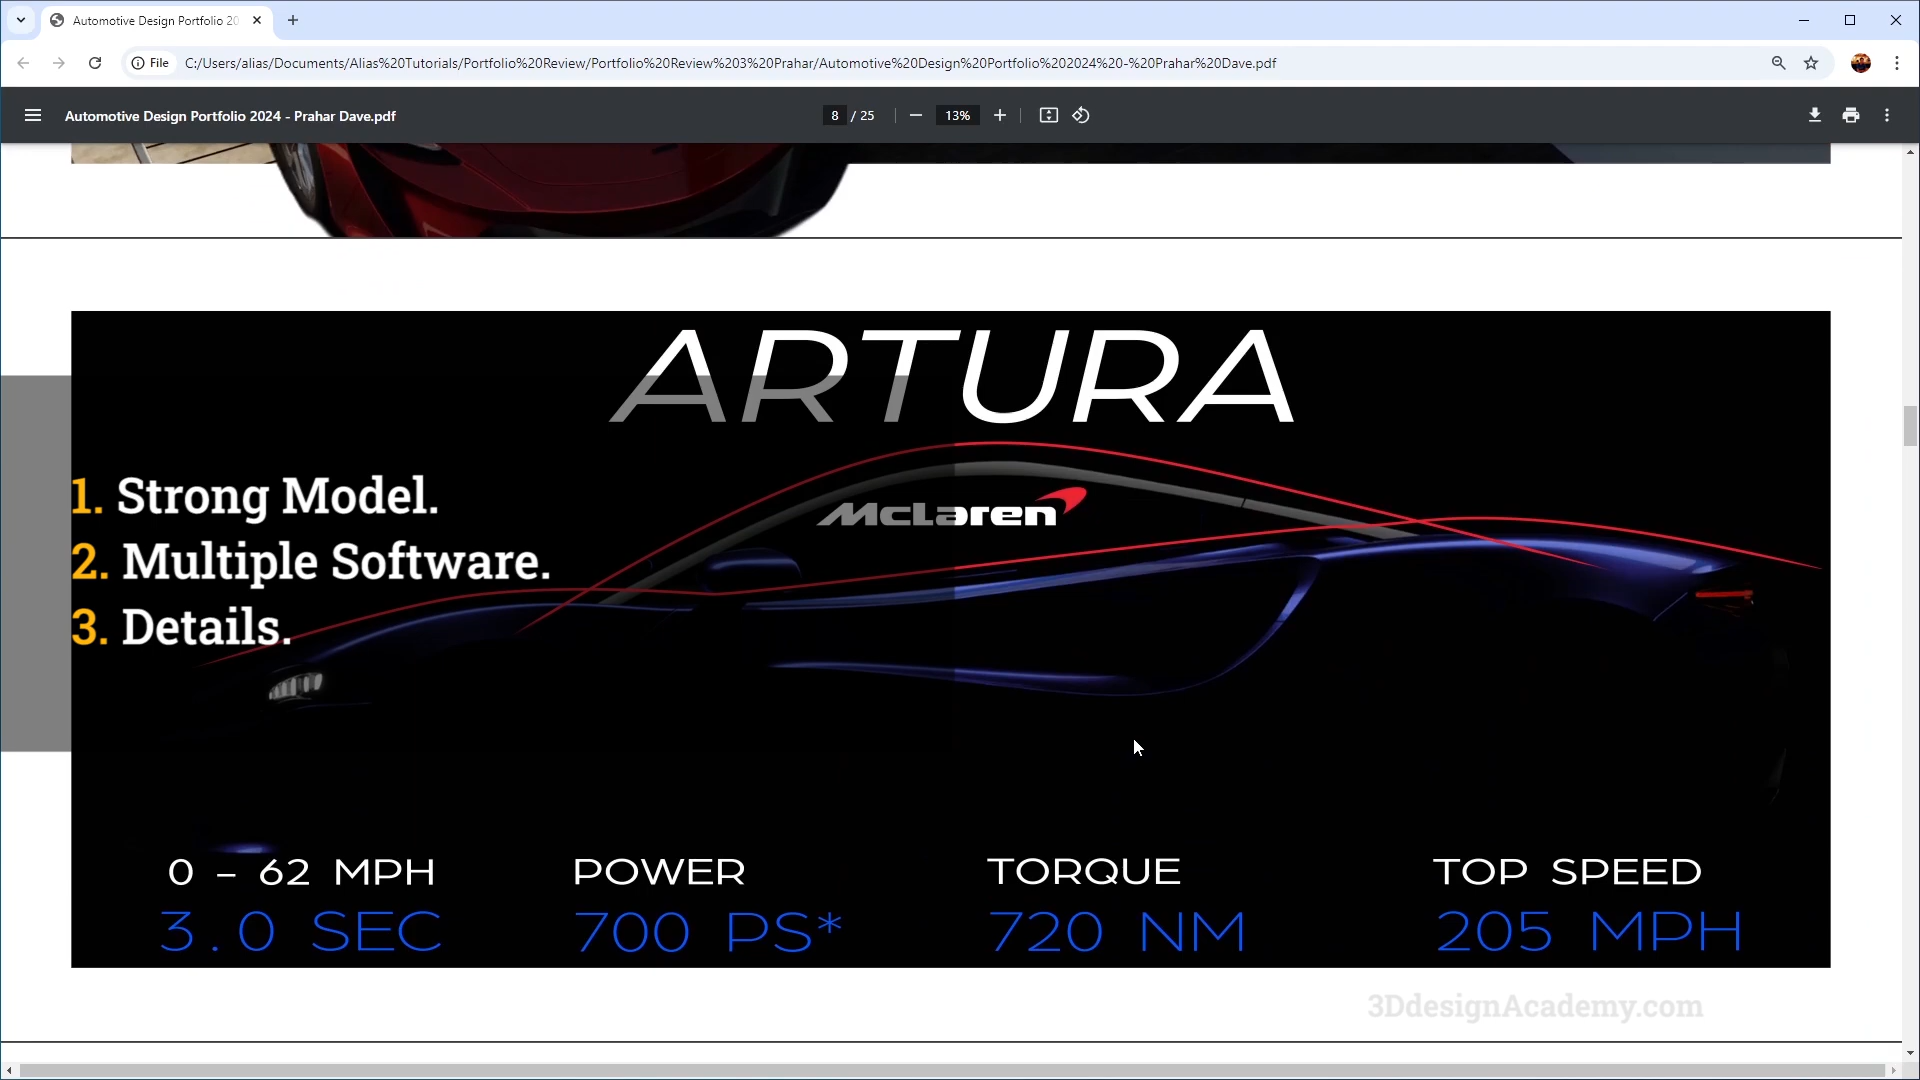 Automotive Design Portfolio 20
File
C:/Users/alias/Documents/Alias%20Tutorials/Portfolio%20Review/Portfolio%20Review%203%20Prahar/Automotive%20Design%20Portfolio%202024%20-%20Prahar%20Dave.pdf
Automotive Design Portfolio 2024 - Prahar Dave.pdf
8 / 25
13%
ARTURA
McLaren
1. Strong Model.
2. Multiple Software.
3. Details.
0 – 62 MPH
3.0 SEC
POWER
700 PS*
TORQUE
720 NM
TOP SPEED
205 MPH
3DdesignAcademy.com